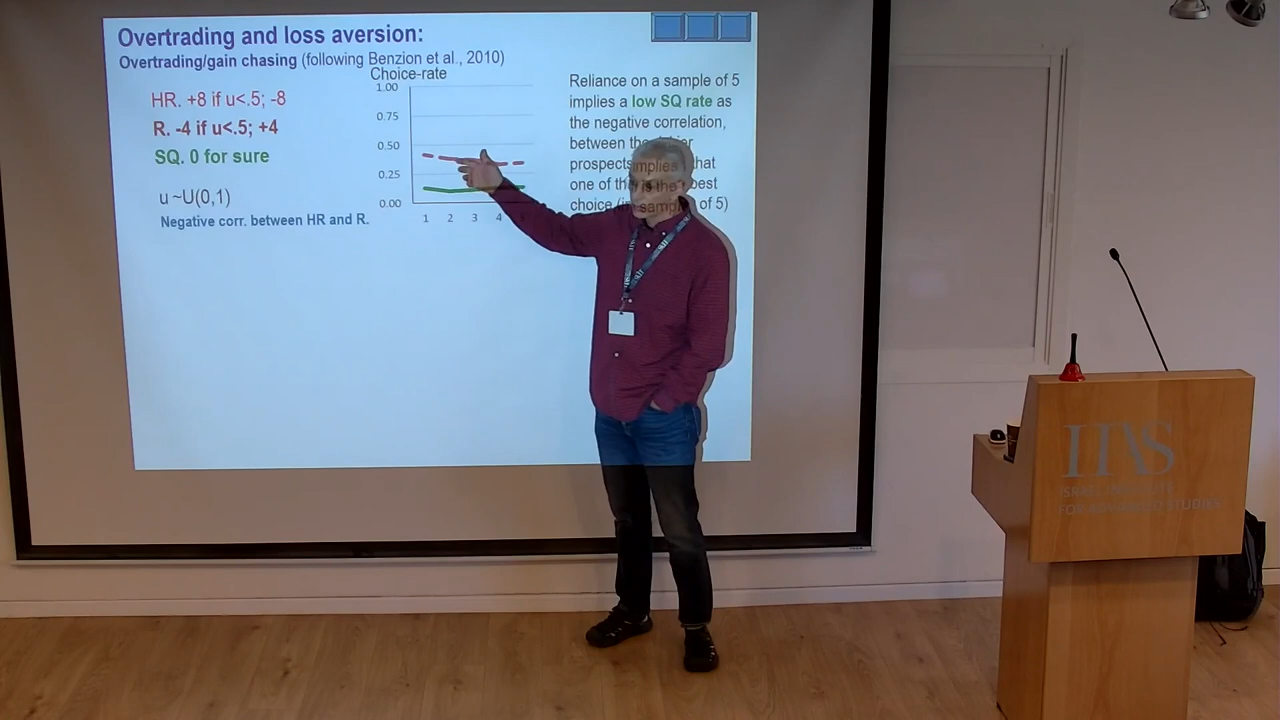 Overtrading and loss aversion:
Overtrading/gain chasing (following Benzion et al., 2010)
HR. +8 if u<.5; -8
R. -4 if u<.5; +4
SQ. 0 for sure
u ~U(0,1)
Negative corr. between HR and R.
Choice-rate
1.00
0.75
0.50
0.25
0.00
1 2 3 4
Reliance on a sample of 5
implies a low SQ rate as
the negative correlation,
between
prospects implies that
one of is the best
choice of 5)
IIAS
ISRAEL INSTITUTE
FOR ADVANCED STUDIES